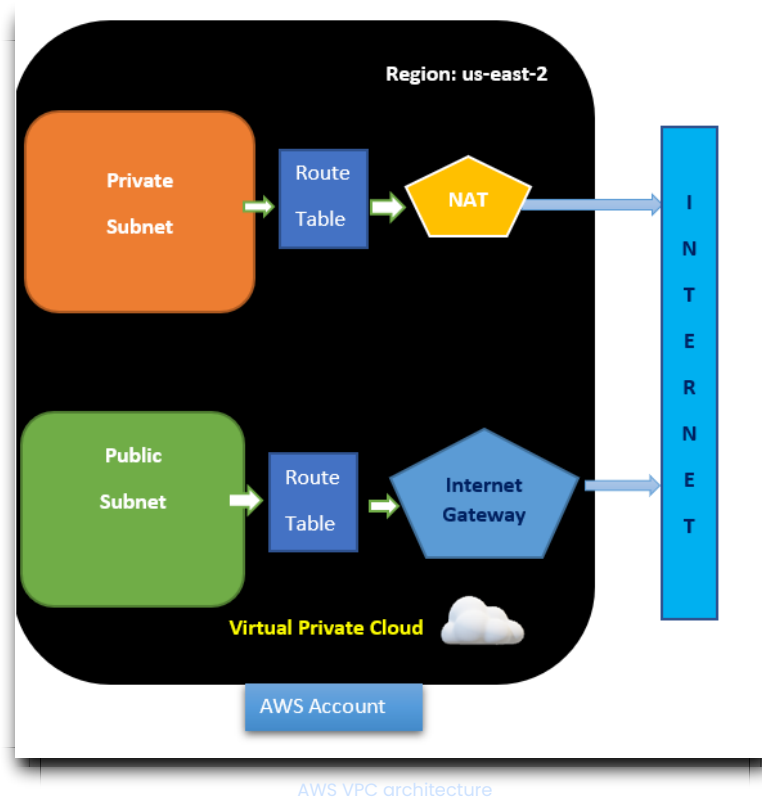 Region: us-east-2
Private
Subnet
Route
Table
NAT
I
N
T
E
R
N
E
T
Public
Subnet
Route
Table
Internet
Gateway
Virtual Private Cloud
AWS Account
AWS VPC architecture